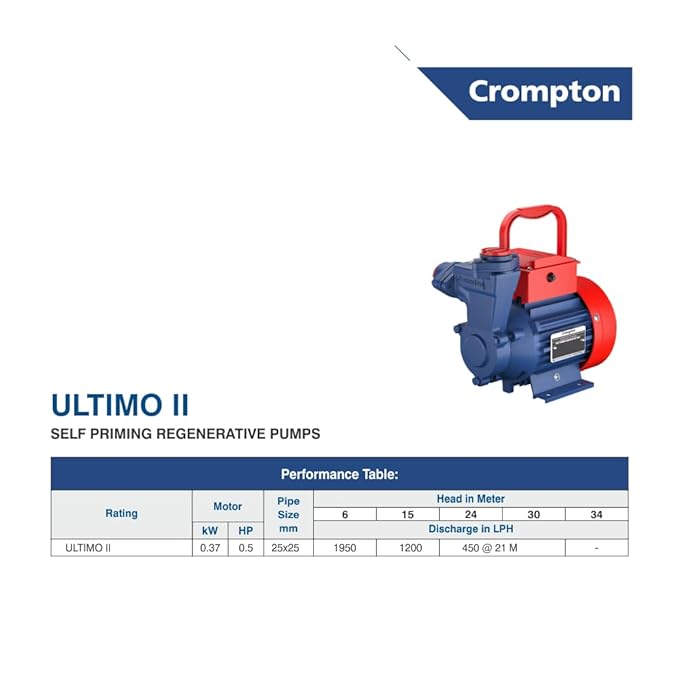 Crompton
Crompton
Crompton
ULTIMO II
SELF PRIMING REGENERATIVE PUMPS
Performance Table:
Rating Motor Pipe Size mm Head in Meter
6 15 24 30 34
kW HP Discharge in LPH
ULTIMO II 0.37 0.5 25x25 1950 1200 450 @ 21 M -